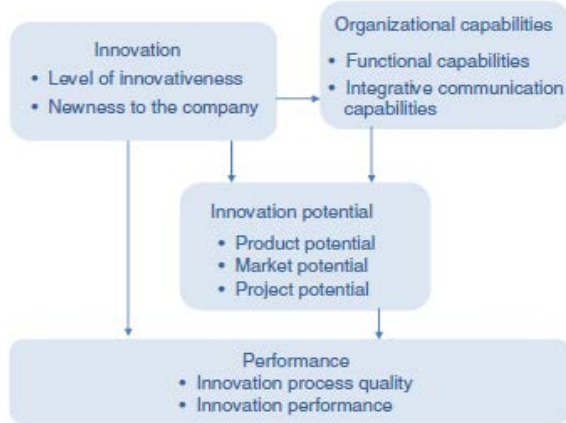 Innovation
• Level of innovativeness
• Newness to the company
Organizational capabilities
• Functional capabilities
• Integrative communication
capabilities
Innovation potential
• Product potential
• Market potential
• Project potential
Performance
• Innovation process quality
• Innovation performance